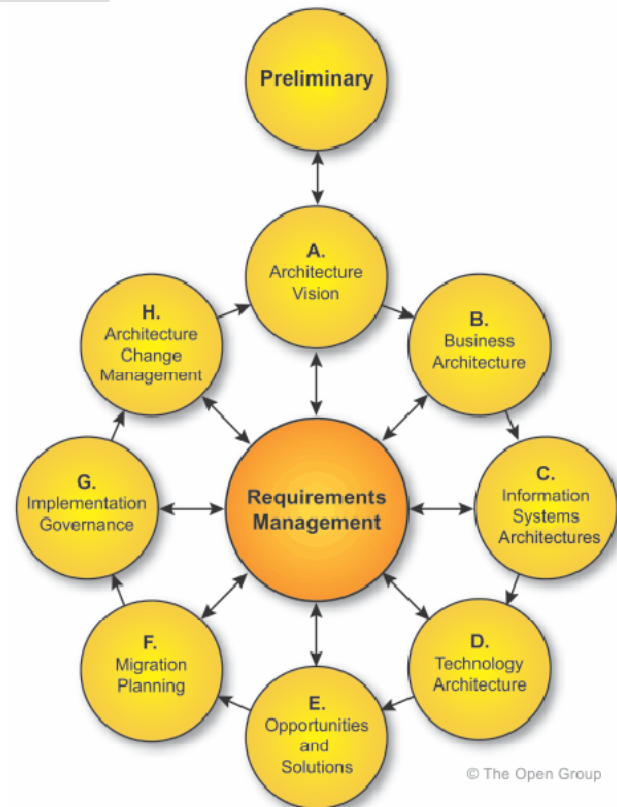 Preliminary
A.
Architecture
Vision
B.
Business
Architecture
C.
Information
Systems
Architectures
D.
Technology
Architecture
E.
Opportunities
and
Solutions
F.
Migration
Planning
G.
Implementation
Governance
H.
Architecture
Change
Management
Requirements
Management
© The Open Group